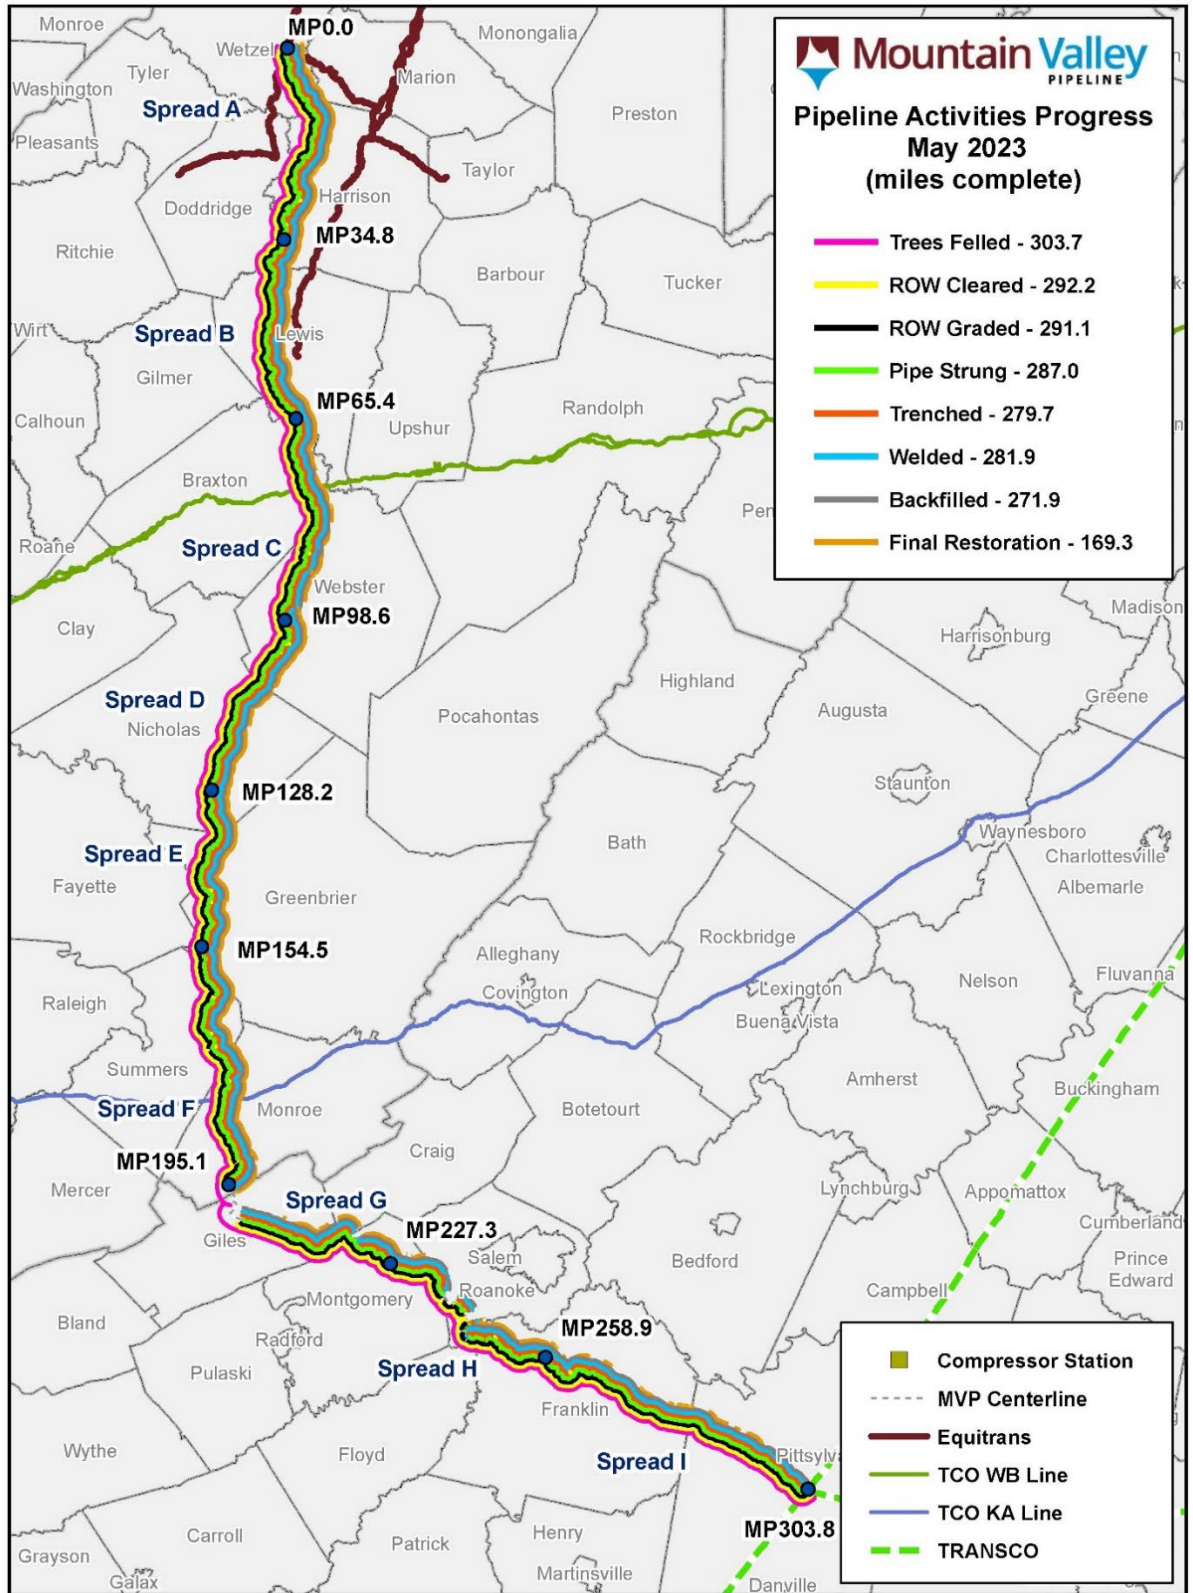 Mountain Valley
PIPELINE
Pipeline Activities Progress
May 2023
(miles complete)
Trees Felled - 303.7
ROW Cleared - 292.2
ROW Graded - 291.1
Pipe Strung - 287.0
Trenched - 279.7
Welded - 281.9
Backfilled - 271.9
Final Restoration - 169.3
Monroe
MP0.0
Monongalia
Wetzel
Tyler
Marion
Washington
Spread A
Preston
Pleasants
Taylor
Harrison
Doddridge
MP34.8
Ritchie
Barbour
Tucker
Wirt
Spread B
Lewis
Gilmer
MP65.4
Randolph
Calhoun
Upshur
Braxton
Pen
Roane
Spread C
Webster
Madison
MP98.6
Clay
Harrisonburg
Highland
Greene
Spread D
Pocahontas
Augusta
Nicholas
Staunton
MP128.2
Waynesboro
Bath
Spread E
Charlottesville
Fayette
Albemarle
Greenbrier
Rockbridge
MP154.5
Alleghany
Fluvanna
Nelson
Covington
Lexington
Raleigh
Buena Vista
Summers
Amherst
Buckingham
Spread F
Monroe
Botetourt
Craig
MP195.1
Mercer
Lynchburg
Appomattox
Spread G
Cumberland
MP227.3
Giles
Salem
Bedford
Prince
Edward
Roanoke
Campbell
Montgomery
Bland
MP258.9
Radford
Pulaski
Spread H
Franklin
Wythe
Floyd
Pittsylva
Spread I
MP303.8
Carroll
Henry
Patrick
Grayson
Martinsville
Galax
Danville
Compressor Station
MVP Centerline
Equitrans
TCO WB Line
TCO KA Line
TRANSCO